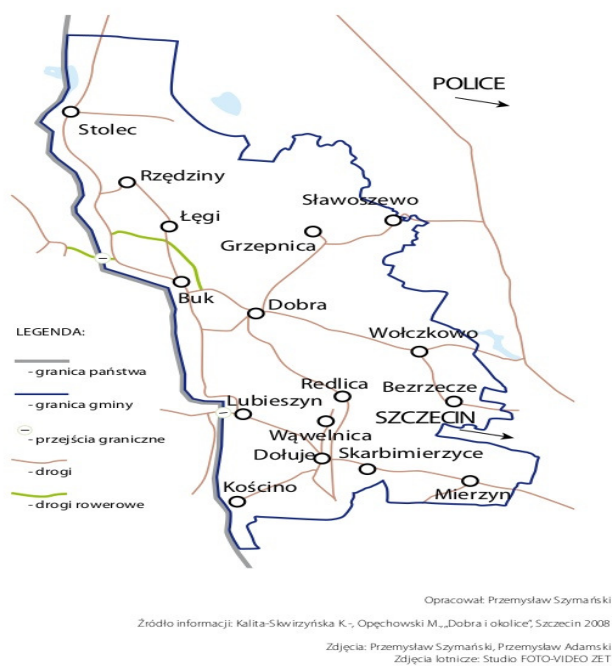 POLICE
Stolec
Rzędziny
Sławoszewo
Łęgi
Grzepnica
Buk
Dobra
LEGENDA:
Wołczkowo
- granica państwa
Redlica
Bezrzecze
- granica gminy
Lubieszyn
SZCZECIN
- przejścia graniczne
Wąwelnica
Dołuje
Skarbimierzyce
- drogi
Kościno
Mierzyn
- drogi rowerowe
Opracował: Przemysław Szymański
Źródło informacji: Kalita-Skwirzyńska K.-, Opęchowski M., „Dobra i okolice", Szczecin 2008
Zdjęcia: Przemysław Szymański, Przemysław Adamski
Zdjęcia lotnicze: Studio FOTO-VIDEO ZET